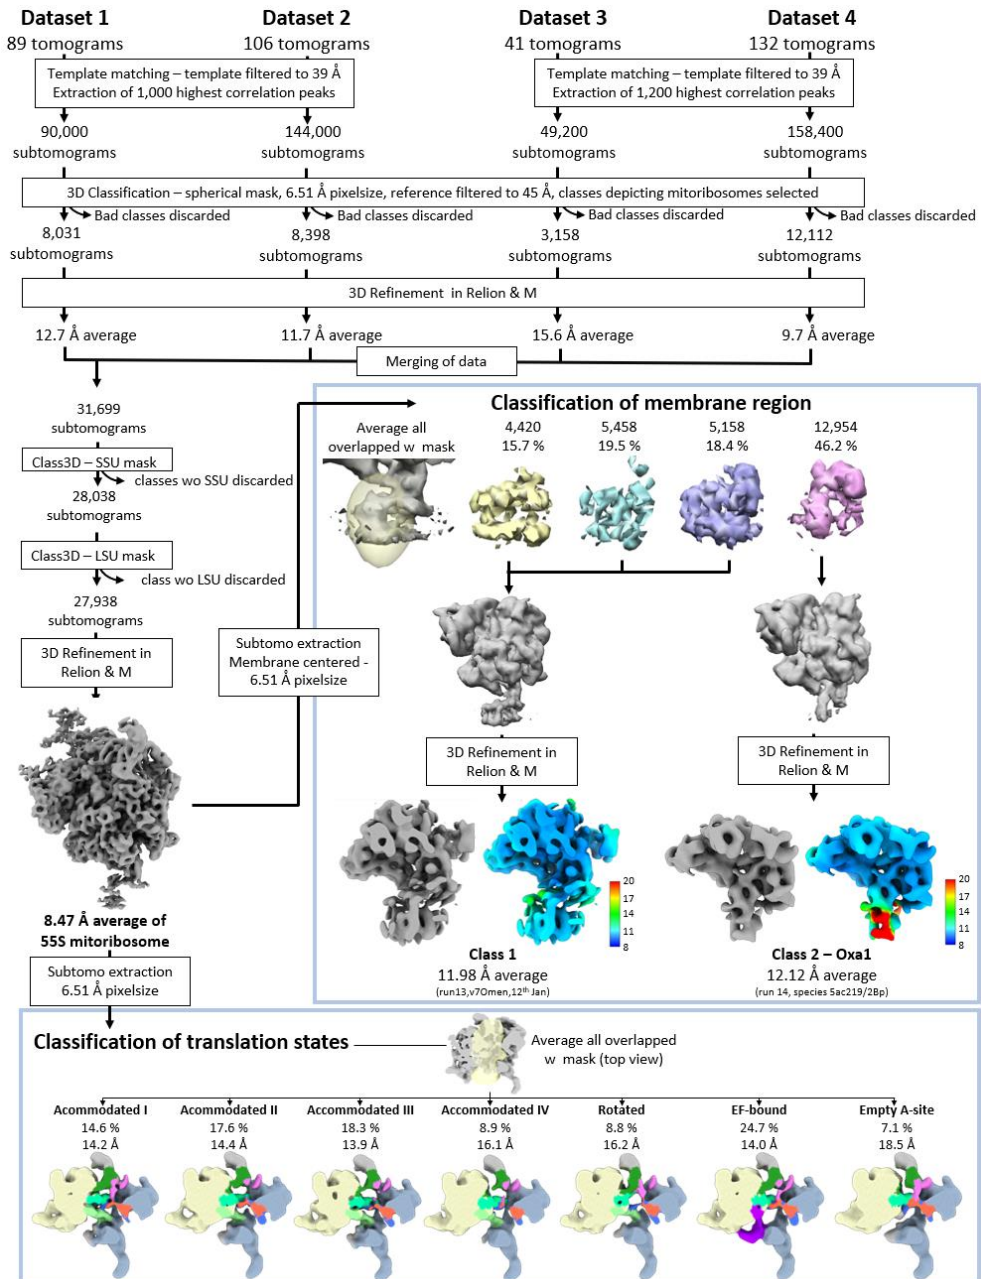 Dataset 1
Dataset 2
Dataset 3
Dataset 4
89 tomograms
106 tomograms
41 tomograms
132 tomograms
Template matching – template filtered to 39 Å
Extraction of 1,000 highest correlation peaks
Template matching – template filtered to 39 Å
Extraction of 1,200 highest correlation peaks
90,000
subtomograms
144,000
subtomograms
49,200
subtomograms
158,400
subtomograms
3D Classification – spherical mask, 6.51 Å pixelsize, reference filtered to 45 Å, classes depicting mitoribosomes selected
Bad classes discarded
Bad classes discarded
Bad classes discarded
Bad classes discarded
8,031
subtomograms
8,398
subtomograms
3,158
subtomograms
12,112
subtomograms
3D Refinement in Relion & M
12.7 Å average
11.7 Å average
15.6 Å average
9.7 Å average
Merging of data
31,699
subtomograms
Class3D – SSU mask
classes wo SSU discarded
28,038
subtomograms
Class3D – LSU mask
class wo LSU discarded
27,938
subtomograms
3D Refinement in
Relion & M
8.47 Å average of
55S mitoribosome
Subtomo extraction
6.51 Å pixelsize
Subtomo extraction
Membrane centered -
6.51 Å pixelsize
Classification of membrane region
Average all
overlapped w mask
4,420
15.7 %
5,458
19.5 %
5,158
18.4 %
12,954
46.2 %
3D Refinement in
Relion & M
3D Refinement in
Relion & M
20
17
14
11
8
20
17
14
11
8
Class 1
11.98 Å average
(run13,v7Omen,12th Jan)
Class 2 – Oxa1
12.12 Å average
(run 14, species 5ac219/2Bp)
Classification of translation states
Average all overlapped
w mask (top view)
Acommodated I
14.6 %
14.2 Å
Acommodated II
17.6 %
14.4 Å
Accommodated III
18.3 %
13.9 Å
Accommodated IV
8.9 %
16.1 Å
Rotated
8.8 %
16.2 Å
EF-bound
24.7 %
14.0 Å
Empty A-site
7.1 %
18.5 Å